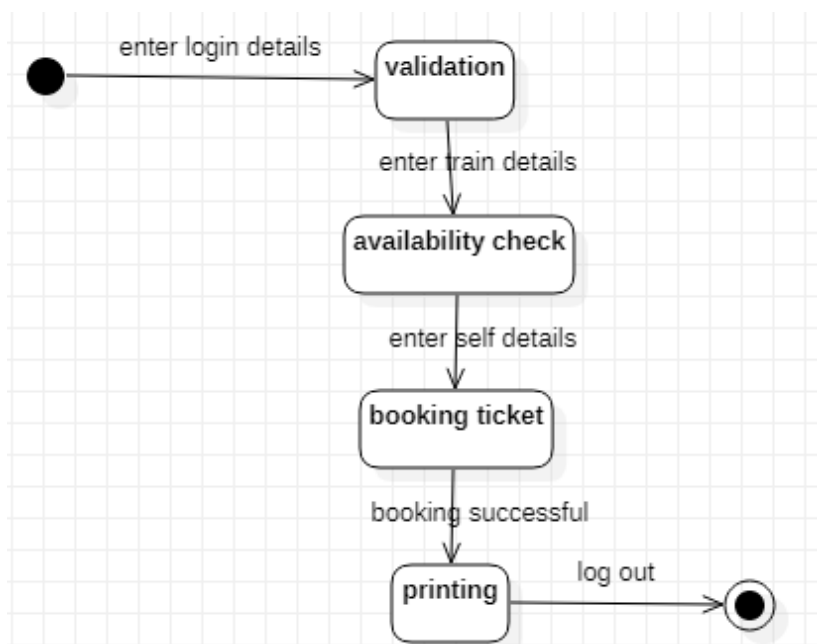 enter login details
validation
enter train details
availability check
enter self details
booking ticket
booking successful
printing
log out